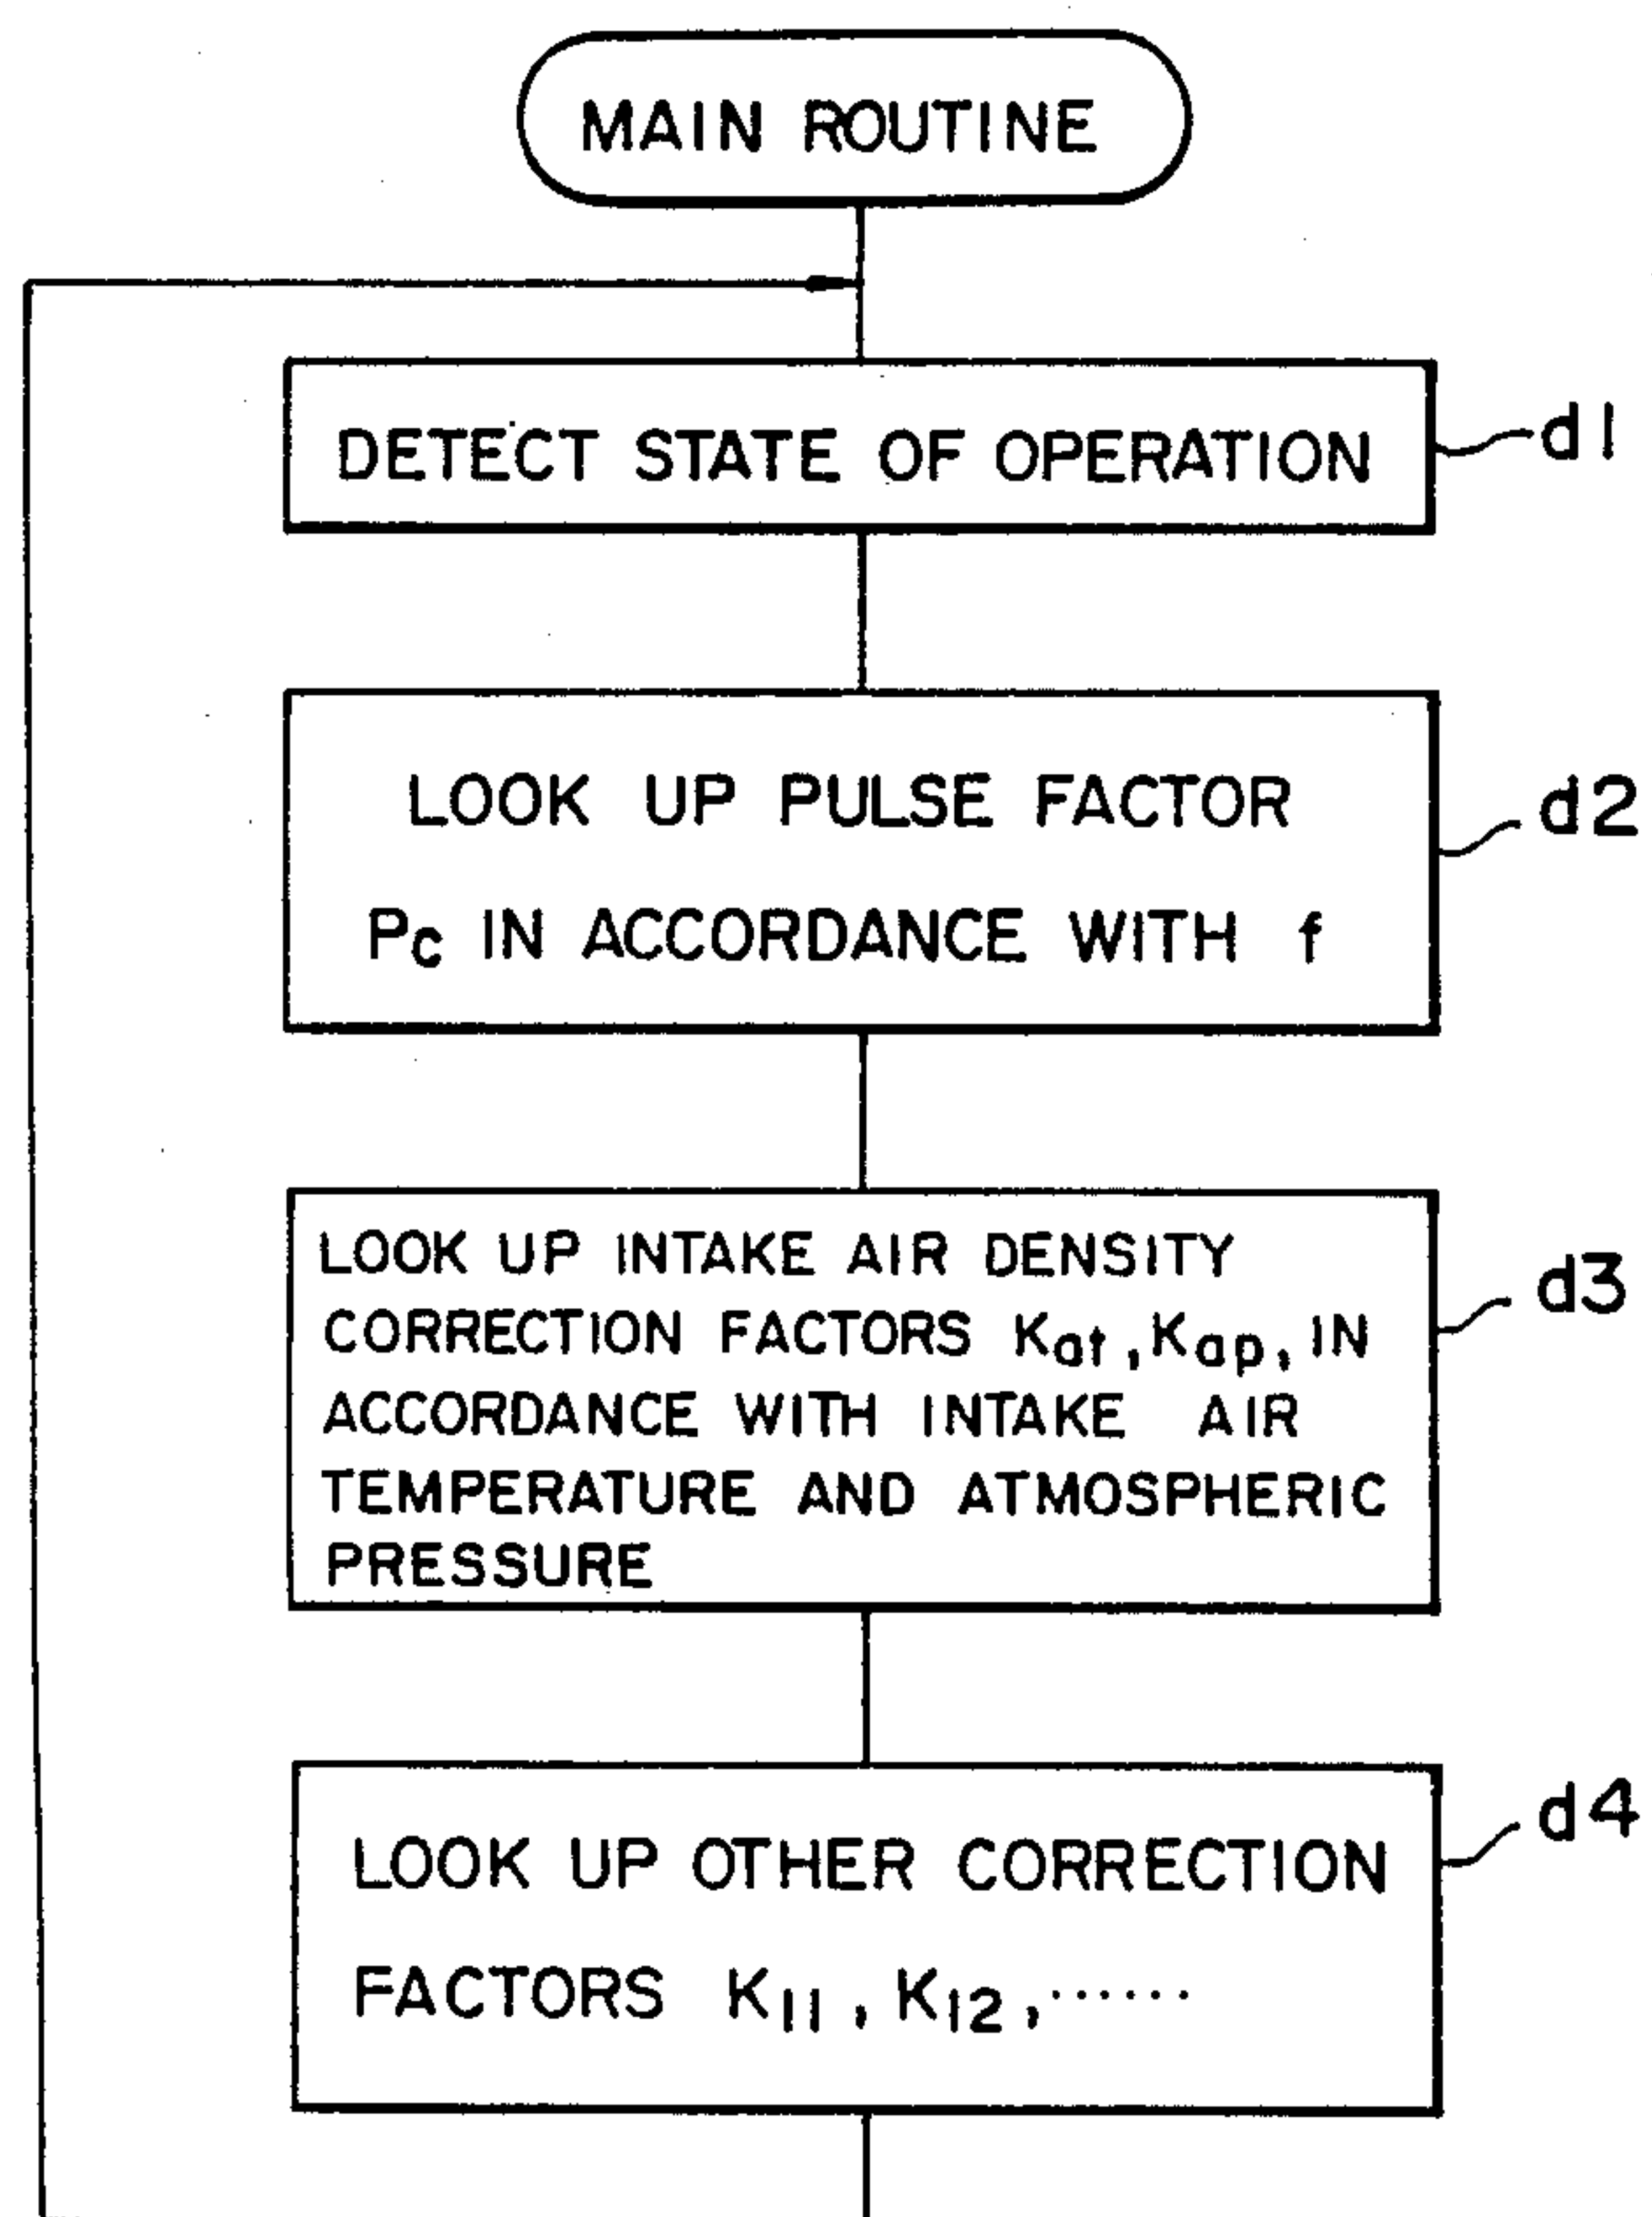 MAIN ROUTINE
DETECT STATE OF OPERATION
d1
LOOK UP PULSE FACTOR
Pc IN ACCORDANCE WITH f
d2
LOOK UP INTAKE AIR DENSITY
CORRECTION FACTORS Kat, Kap, IN
ACCORDANCE WITH INTAKE AIR
TEMPERATURE AND ATMOSPHERIC
PRESSURE
d3
LOOK UP OTHER CORRECTION
FACTORS K11, K12, ······
d4